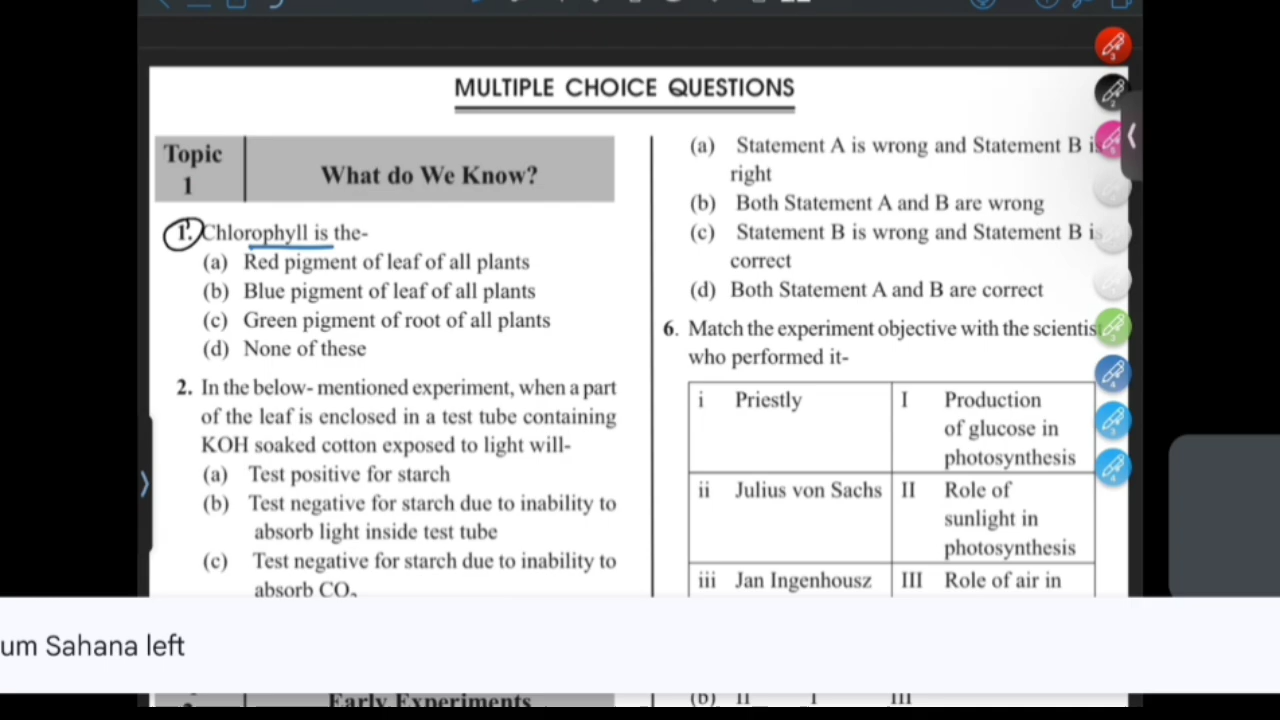 MULTIPLE CHOICE QUESTIONS
Topic
1
What do We Know?
1. Chlorophyll is the-
(a) Red pigment of leaf of all plants
(b) Blue pigment of leaf of all plants
(c) Green pigment of root of all plants
(d) None of these
2. In the below- mentioned experiment, when a part
of the leaf is enclosed in a test tube containing
KOH soaked cotton exposed to light will-
(a) Test positive for starch
(b) Test negative for starch due to inability to
absorb light inside test tube
(c) Test negative for starch due to inability to
absorb CO₂
Early Experiments
(a) Statement A is wrong and Statement B is
right
(b) Both Statement A and B are wrong
(c) Statement B is wrong and Statement B is
correct
(d) Both Statement A and B are correct
6. Match the experiment objective with the scientis
who performed it-
i Priestly I Production
of glucose in
photosynthesis
ii Julius von Sachs II Role of
sunlight in
photosynthesis
iii Jan Ingenhousz III Role of air in
(b) II I III
um Sahana left